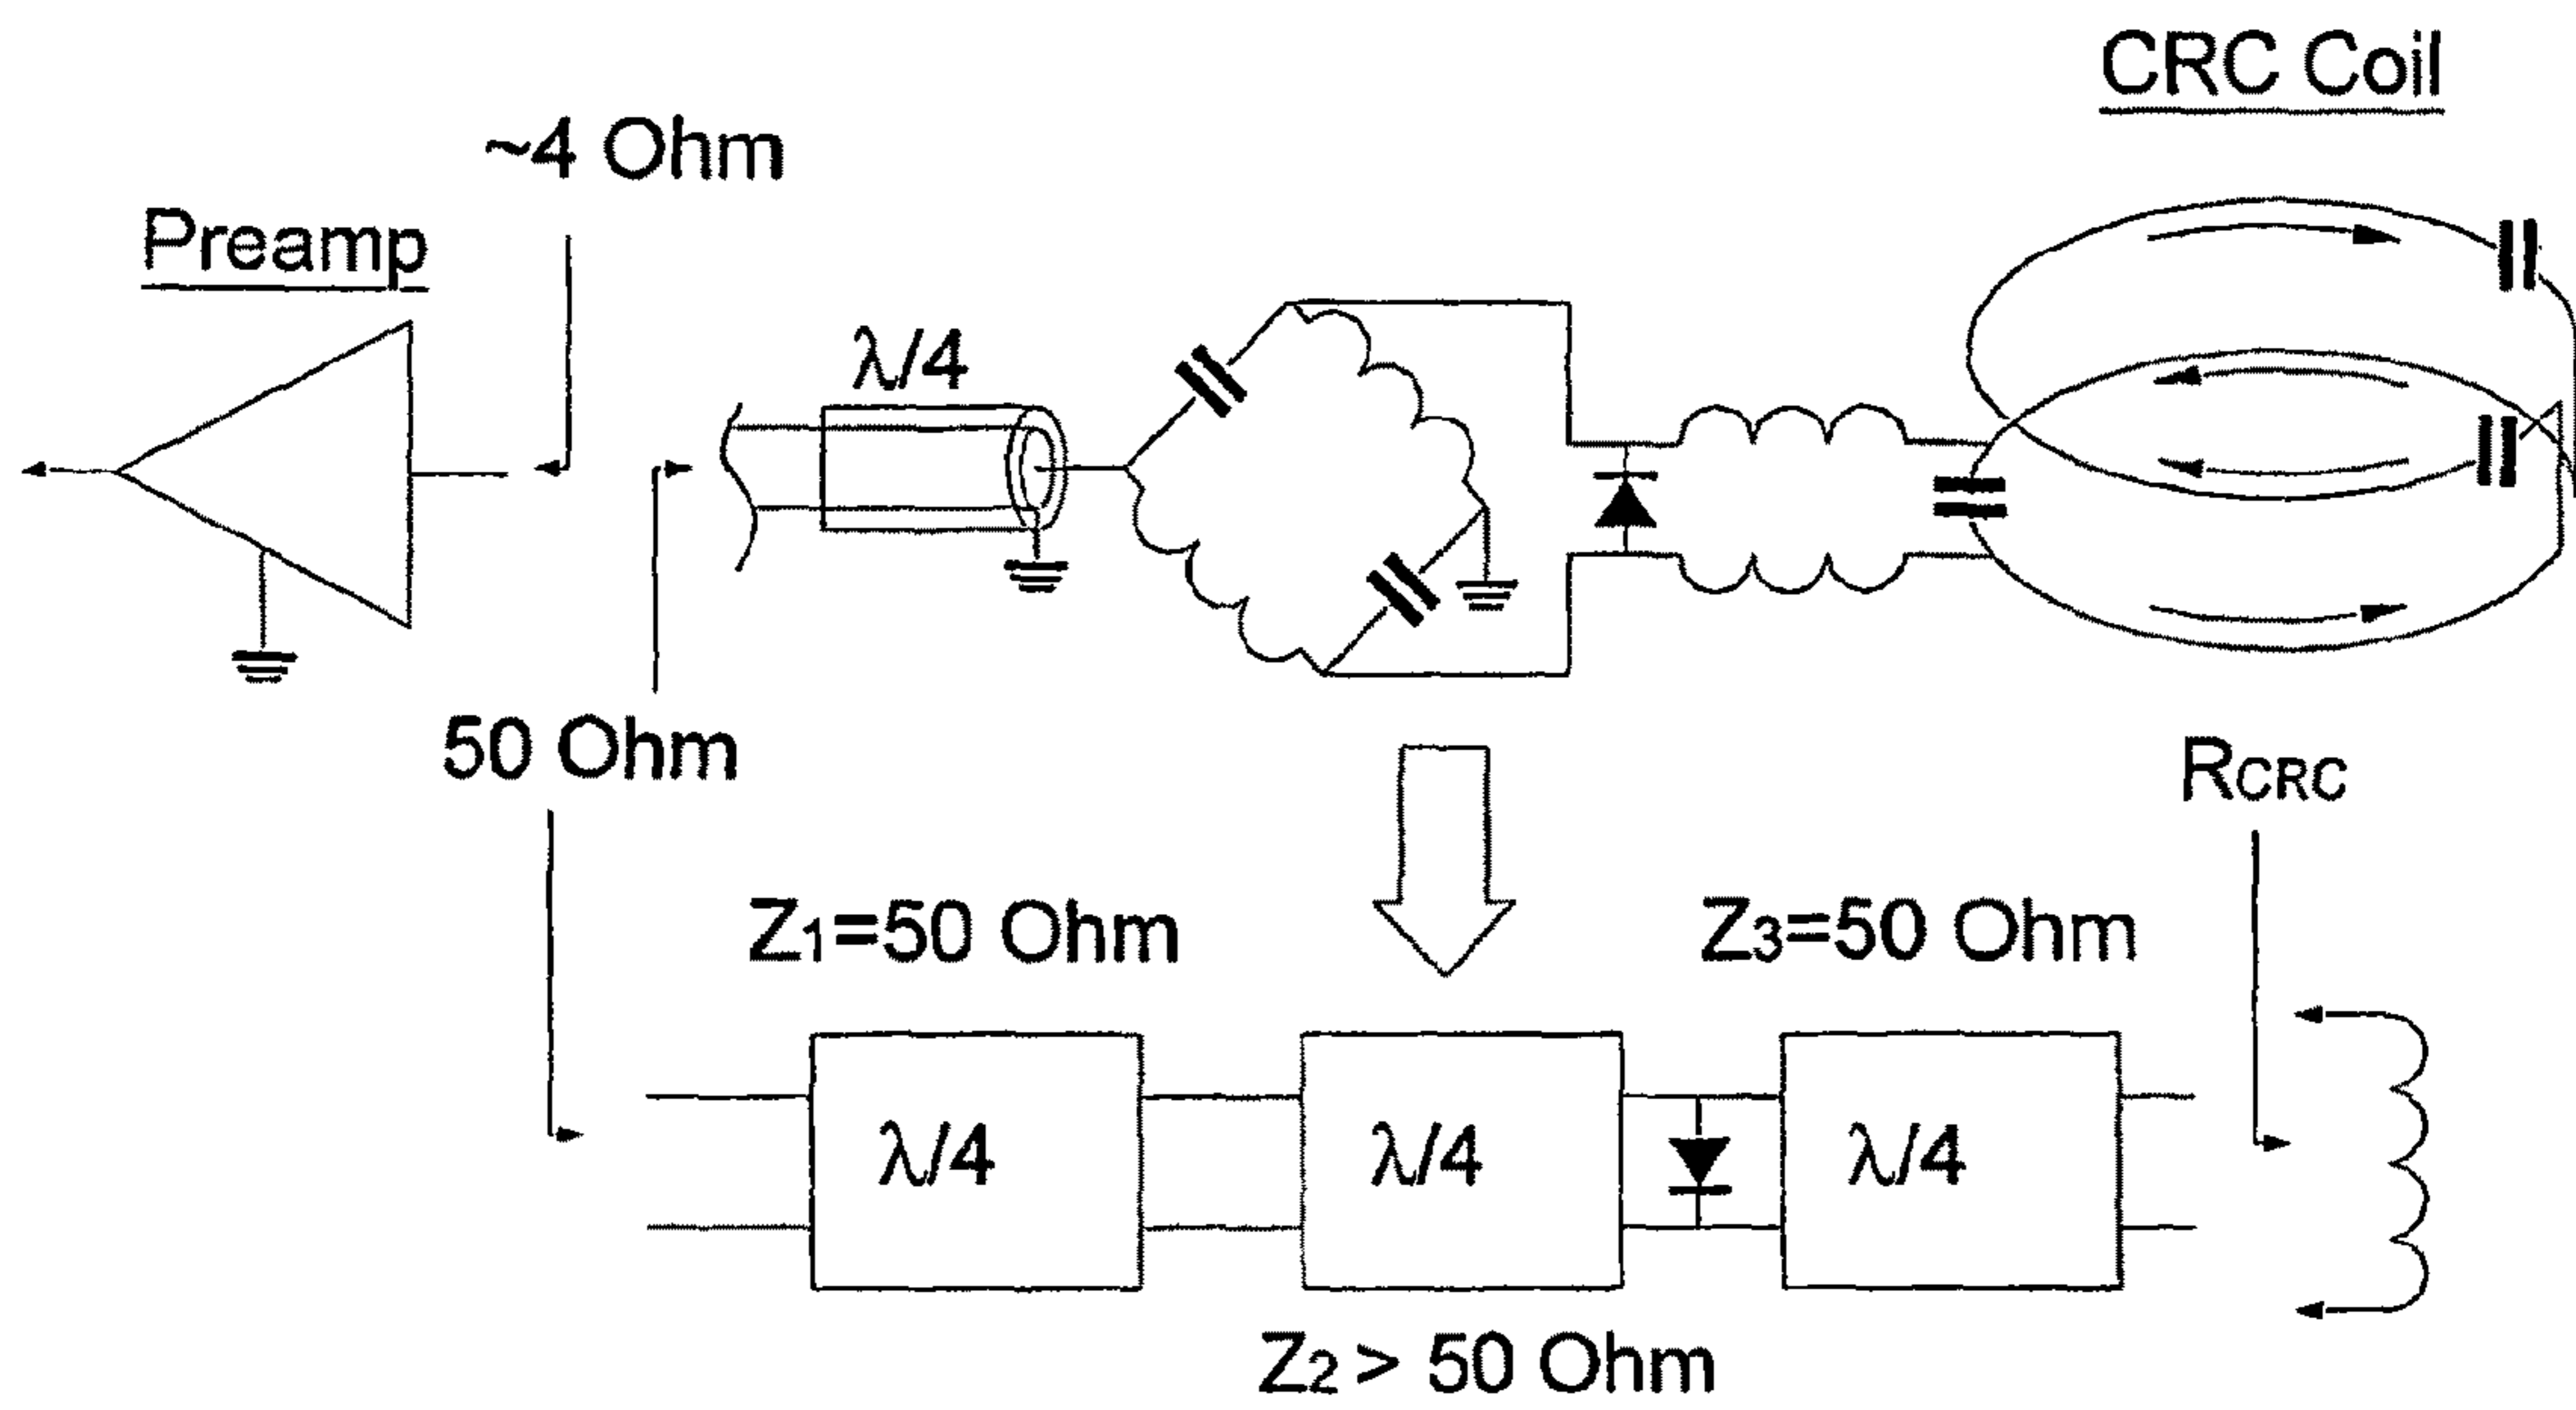 CRC Coil
~4 Ohm
Preamp
λ/4
50 Ohm
RCRC
Z1=50 Ohm
Z3=50 Ohm
λ/4
λ/4
λ/4
Z2 > 50 Ohm